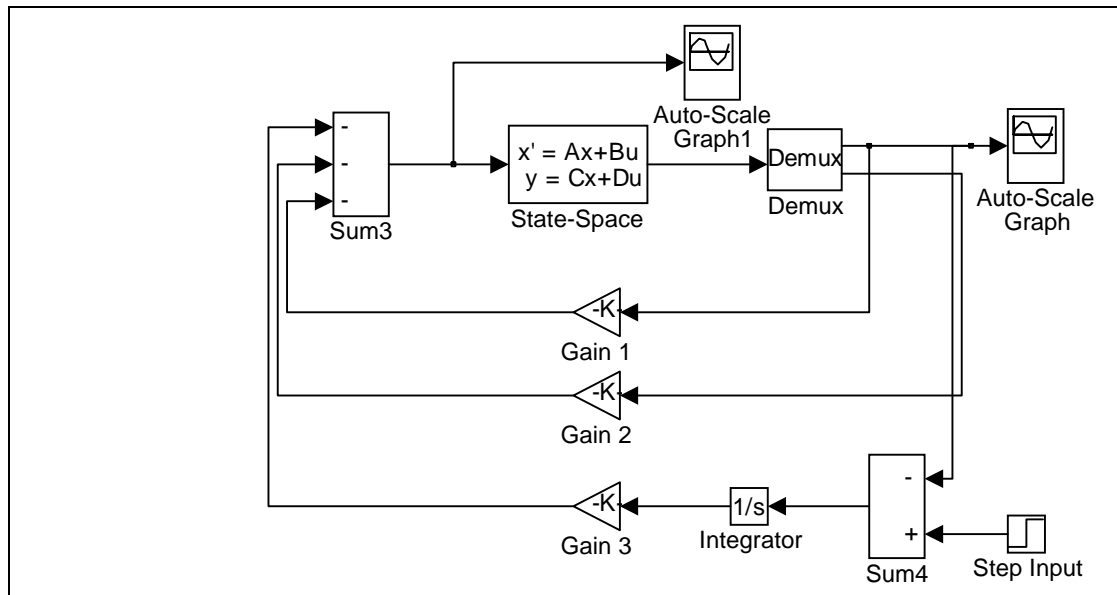 Auto-Scale
Graph1
-
-
-
Sum3
x' = Ax+Bu
y = Cx+Du
State-Space
Demux
Demux
Auto-Scale
Graph
-K-
Gain 1
-K-
Gain 2
-K-
Gain 3
1/s
Integrator
-
+
Sum4
Step Input